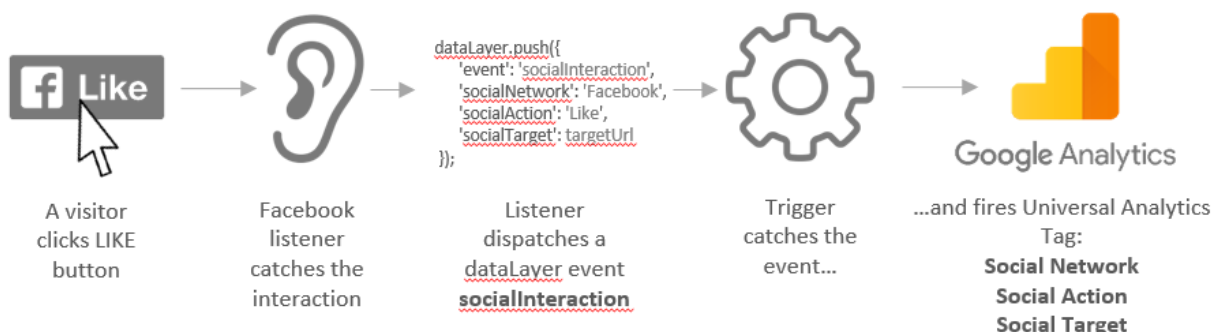 f Like
A visitor
clicks LIKE
button
Facebook
listener
catches the
interaction
dataLayer.push({
'event': 'socialInteraction',
'socialNetwork': 'Facebook',
'socialAction': 'Like',
'socialTarget': targetUrl
});
Listener
dispatches a
dataLayer event
socialInteraction
Trigger
catches the
event...
Google Analytics
...and fires Universal Analytics
Tag:
Social Network
Social Action
Social Target